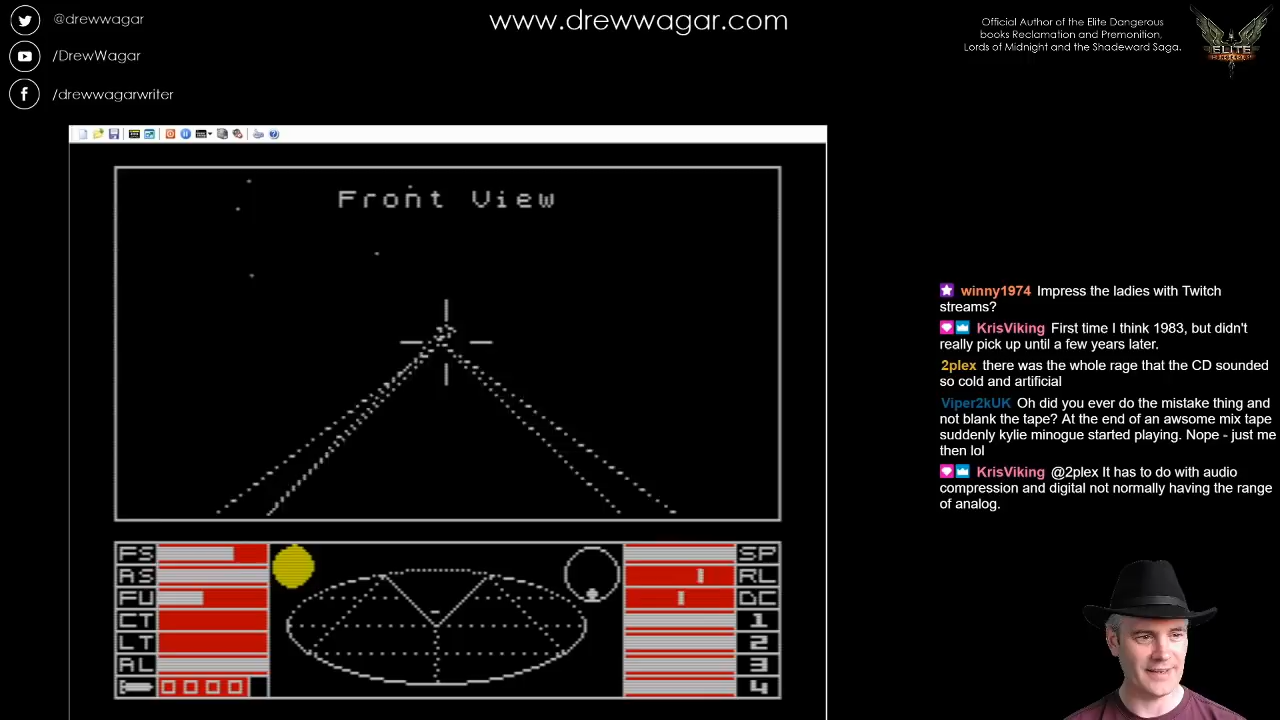 @drewwagar
/DrewWagar
/drewwagarwriter
www.drewwagar.com
Official Author of the Elite Dangerous
books Reclamation and Premonition,
Lords of Midnight and the Shadeward Saga.
ELITE
Front View
FS
AS
FU
CT
LT
AL
SP
RL
DC
1
2
3
4
winny1974 Impress the ladies with Twitch
streams?
KrisViking First time I think 1983, but didn't
really pick up until a few years later.
2plex there was the whole rage that the CD sounded
so cold and artificial
Viper2kUK Oh did you ever do the mistake thing and
not blank the tape? At the end of an awsome mix tape
suddenly kylie minogue started playing. Nope - just me
then lol
KrisViking @2plex It has to do with audio
compression and digital not normally having the range
of analog.